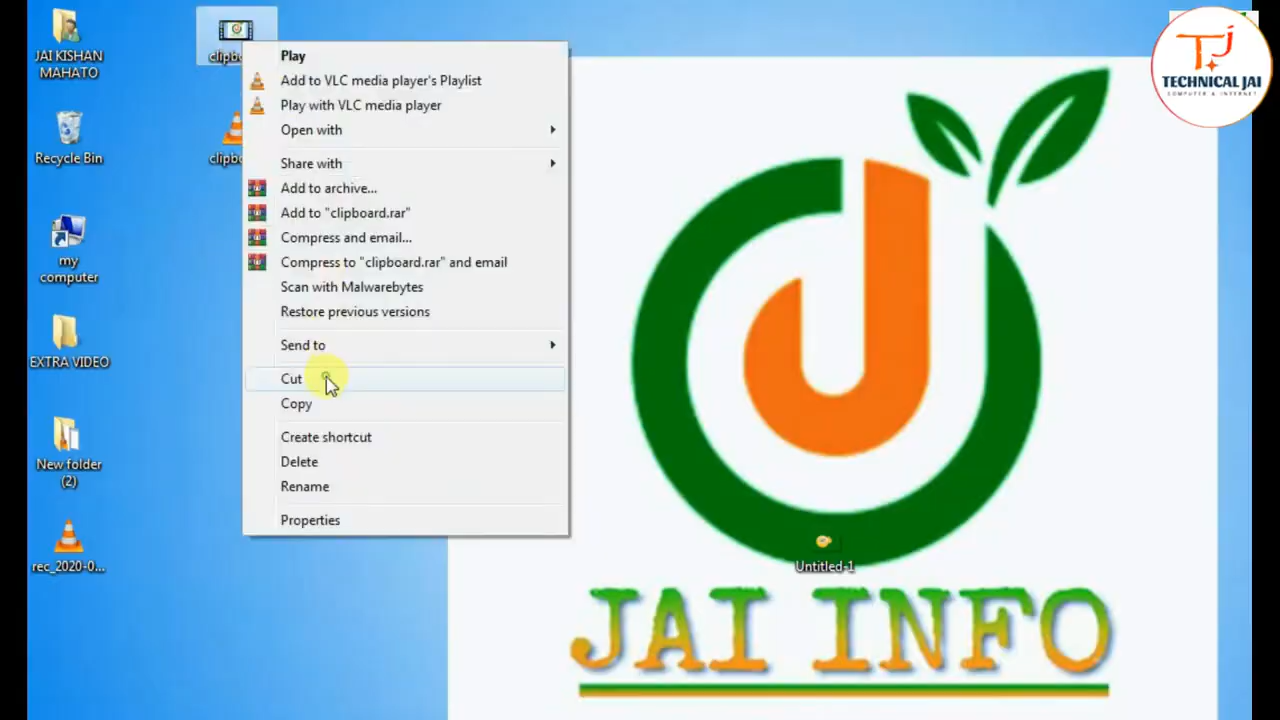 JAI KISHAN
MAHATO
Recycle Bin
my
computer
EXTRA VIDEO
New folder
(2)
rec_2020-0...
Play
Add to VLC media player's Playlist
Play with VLC media player
Open with
Share with
Add to archive...
Add to "clipboard.rar"
Compress and email...
Compress to "clipboard.rar" and email
Scan with Malwarebytes
Restore previous versions
Send to
Cut
Copy
Create shortcut
Delete
Rename
Properties
TJ
TECHNICAL JAI
COMPUTER & INTERNET
Untitled-1
JAI INFO